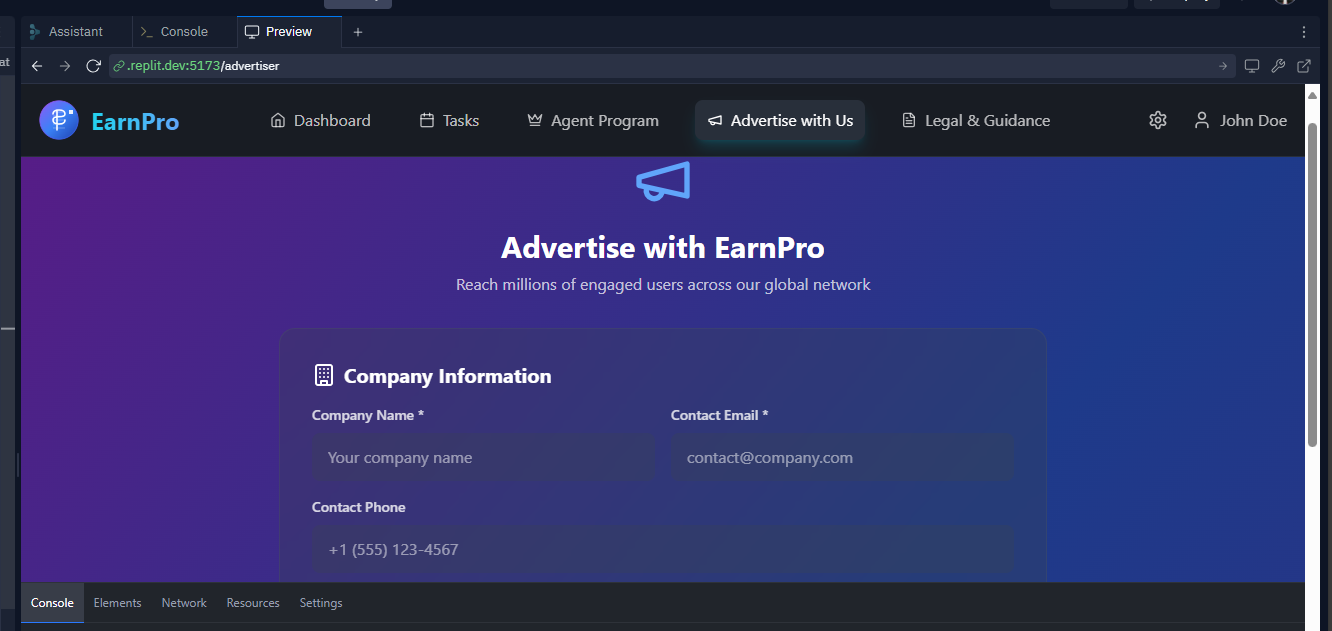 Assistant
Console
Preview
at
.replit.dev:5173/advertiser
EarnPro
Dashboard
Tasks
Agent Program
Advertise with Us
Legal & Guidance
John Doe
Advertise with EarnPro
Reach millions of engaged users across our global network
Company Information
Company Name *
Contact Email *
Your company name
contact@company.com
Contact Phone
+1 (555) 123-4567
Console
Elements
Network
Resources
Settings